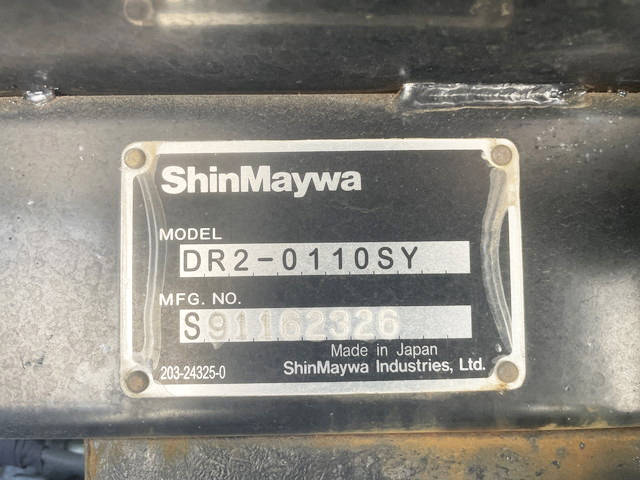 ShinMaywa
MODEL
DR2-0110SY
MFG. NO.
S91162326
Made in Japan
203-24325-0 ShinMaywa Industries, Ltd.